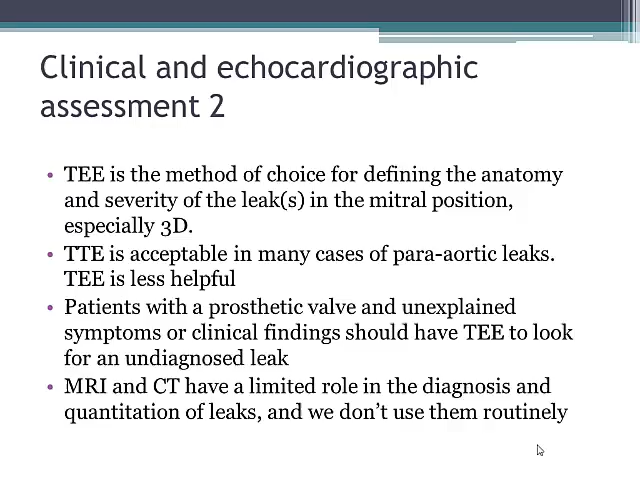 Clinical and echocardiographic
assessment 2
• TEE is the method of choice for defining the anatomy
and severity of the leak(s) in the mitral position,
especially 3D.
• TTE is acceptable in many cases of para-aortic leaks.
TEE is less helpful
• Patients with a prosthetic valve and unexplained
symptoms or clinical findings should have TEE to look
for an undiagnosed leak
• MRI and CT have a limited role in the diagnosis and
quantitation of leaks, and we don’t use them routinely